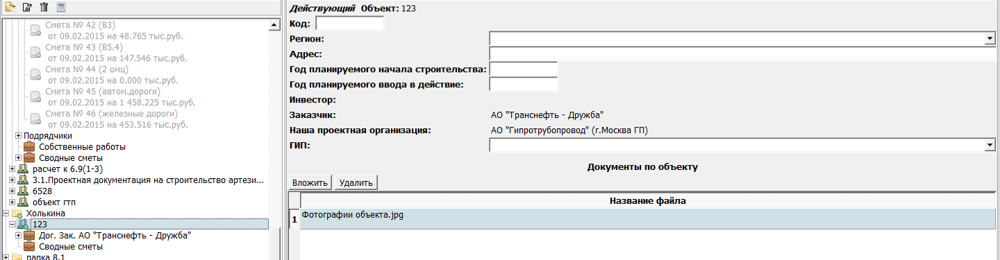 Смета № 42 (В3)
от 09.02.2015 на 48.765 тыс.руб.
Смета № 43 (В5.4)
от 09.02.2015 на 147.546 тыс.руб.
Смета № 44 (2 омц)
от 09.02.2015 на 0.000 тыс.руб.
Смета № 45 (автом.дороги)
от 09.02.2015 на 1 458.225 тыс.руб.
Смета № 46 (железные дороги)
от 09.02.2015 на 453.516 тыс.руб.
Подрядчики
Собственные работы
Сводные сметы
расчет к 6.9(1-3)
3.1.Проектная документация на строительство артези...
6528
объект гтп
Холькина
123
Дог. Зак. АО "Транснефть - Дружба"
Сводные сметы
папка 8.1
Действующий Объект: 123
Код:
Регион:
Адрес:
Год планируемого начала строительства:
Год планируемого ввода в действие:
Инвестор:
Заказчик: АО "Транснефть - Дружба"
Наша проектная организация: АО "Гипротрубопровод" (г.Москва ГП)
ГИП:
Документы по объекту
Вложить Удалить
Название файла
1 Фотографии объекта.jpg